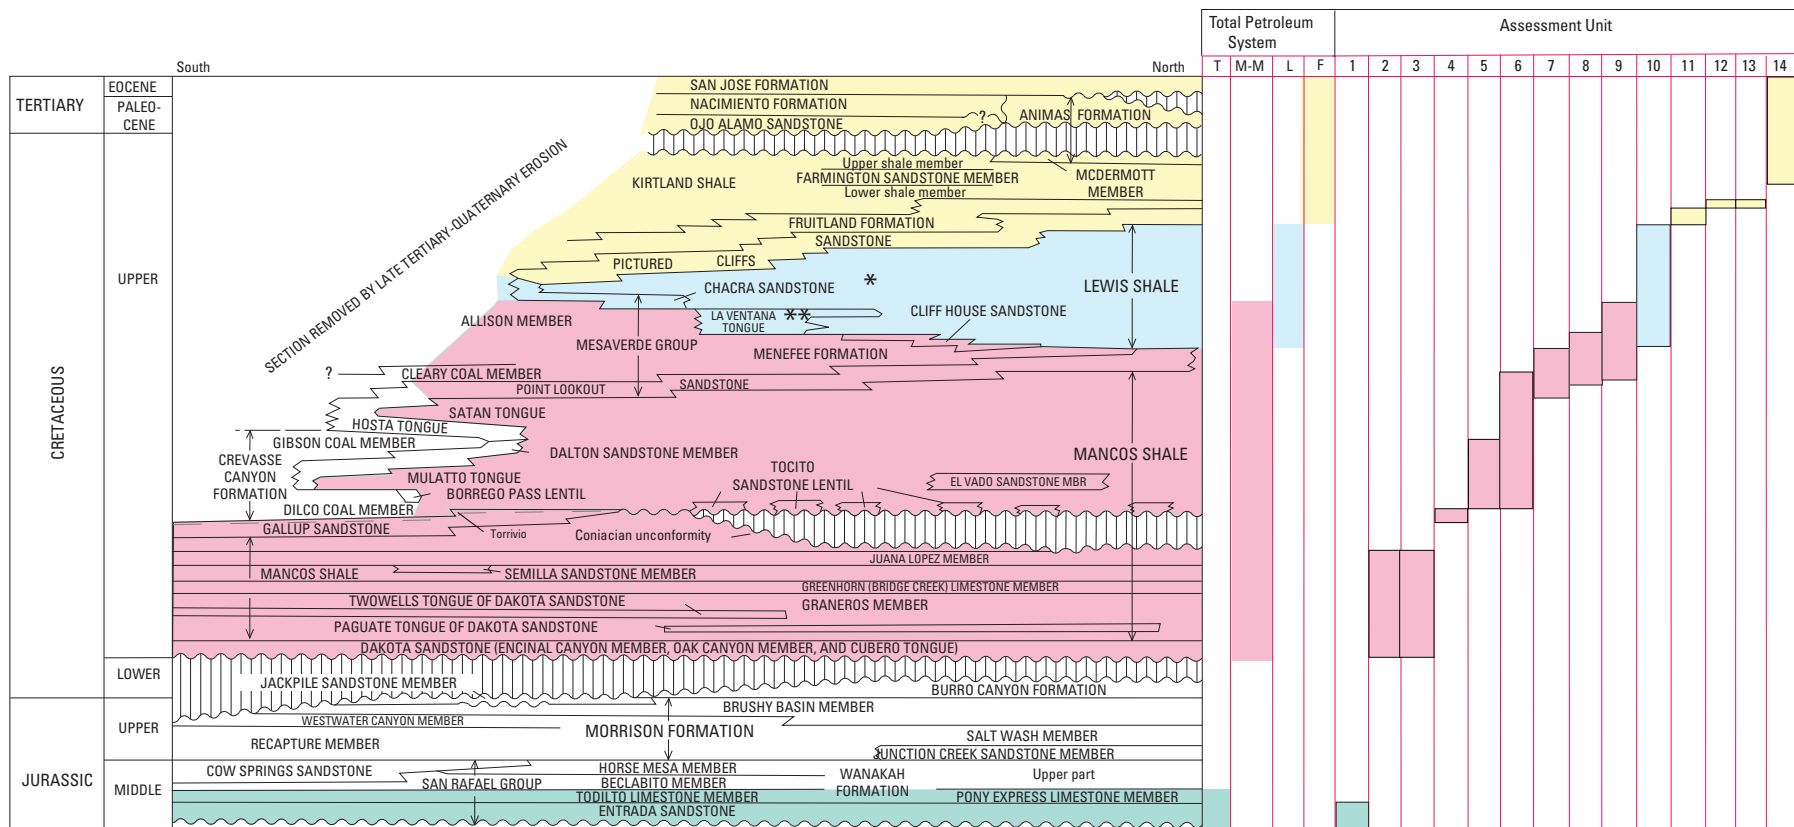 Total Petroleum
System
Assessment Unit
South
North
T
M-M
L
F
1
2
3
4
5
6
7
8
9
10
11
12
13
14
TERTIARY
EOCENE
PALEO-
CENE
SAN JOSE FORMATION
NACIMIENTO FORMATION
?
ANIMAS FORMATION
OJO ALAMO SANDSTONE
SECTION REMOVED BY LATE TERTIARY-QUATERNARY EROSION
CRETACEOUS
UPPER
Upper shale member
KIRTLAND SHALE
FARMINGTON SANDSTONE MEMBER
MCDERMOTT
MEMBER
Lower shale member
FRUITLAND FORMATION
SANDSTONE
PICTURED
CLIFFS
*
CHACRA SANDSTONE
LEWIS SHALE
ALLISON MEMBER
LA VENTANA
TONGUE
**
CLIFF HOUSE SANDSTONE
MESAVERDE GROUP
MENEFEE FORMATION
?
CLEARY COAL MEMBER
POINT LOOKOUT
SANDSTONE
SATAN TONGUE
HOSTA TONGUE
GIBSON COAL MEMBER
CREVASSE
CANYON
FORMATION
DALTON SANDSTONE MEMBER
MANCOS SHALE
MULATTO TONGUE
TOCITO
SANDSTONE LENTIL
EL VADO SANDSTONE MBR
BORREGO PASS LENTIL
DILCO COAL MEMBER
GALLUP SANDSTONE
Torrivio
Coniacian unconformity
JUANA LOPEZ MEMBER
MANCOS SHALE
SEMILLA SANDSTONE MEMBER
GREENHORN (BRIDGE CREEK) LIMESTONE MEMBER
TWOWELLS TONGUE OF DAKOTA SANDSTONE
GRANEROS MEMBER
PAGUATE TONGUE OF DAKOTA SANDSTONE
DAKOTA SANDSTONE (ENCINAL CANYON MEMBER, OAK CANYON MEMBER, AND CUBERO TONGUE)
LOWER
JACKPILE SANDSTONE MEMBER
BURRO CANYON FORMATION
JURASSIC
UPPER
BRUSHY BASIN MEMBER
WESTWATER CANYON MEMBER
MORRISON FORMATION
RECAPTURE MEMBER
SALT WASH MEMBER
JUNCTION CREEK SANDSTONE MEMBER
MIDDLE
COW SPRINGS SANDSTONE
HORSE MESA MEMBER
WANAKAH
FORMATION
Upper part
SAN RAFAEL GROUP
BECLABITO MEMBER
TODILTO LIMESTONE MEMBER
PONY EXPRESS LIMESTONE MEMBER
ENTRADA SANDSTONE